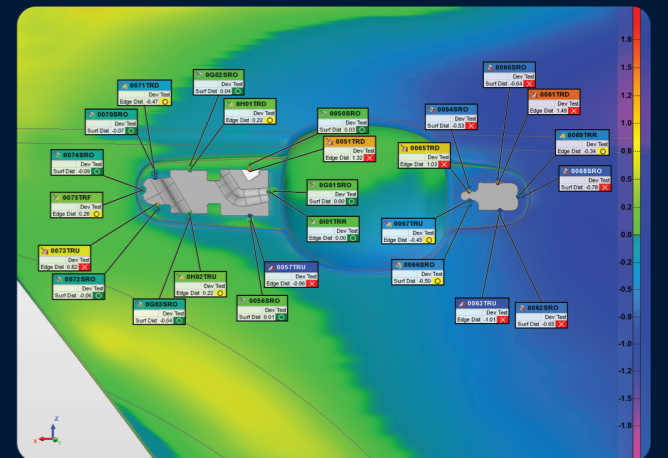 0071TRD
Dev Test
Edge Dist -0.47
0G02SRO
Dev Test
Surf Dist 0.04
0H01TRD
Dev Test
Edge Dist 0.22
0070SRO
Dev Test
Surf Dist -0.07
0050SRO
Dev Test
Surf Dist 0.03
0051TRD
Dev Test
Edge Dist 1.32
0074SRO
Dev Test
Surf Dist -0.09
0075TRF
Dev Test
Edge Dist 0.28
0G01SRO
Dev Test
Surf Dist 0.00
0I01TRR
Dev Test
Edge Dist 0.00
0073TRU
Dev Test
Edge Dist 0.82
0072SRO
Dev Test
Surf Dist -0.06
0G03SRO
Dev Test
Surf Dist -0.04
0H02TRU
Dev Test
Edge Dist 0.22
0057TRU
Dev Test
Edge Dist -0.96
0056SRO
Dev Test
Surf Dist 0.01
0060SRO
Dev Test
Surf Dist -0.64
0061TRD
Dev Test
Edge Dist 1.49
0064SRO
Dev Test
Surf Dist -0.53
0065TRD
Dev Test
Edge Dist 1.03
0069TRR
Dev Test
Edge Dist -0.34
0068SRO
Dev Test
Surf Dist -0.78
0067TRU
Dev Test
Edge Dist -0.45
0066SRO
Dev Test
Surf Dist -0.50
0063TRU
Dev Test
Edge Dist -1.01
0062SRO
Dev Test
Surf Dist -0.63
1.8
1.5
1.2
1.0
0.8
0.5
0.2
0.0
-0.2
-0.5
-0.8
-1.0
-1.2
-1.5
-1.8
Z
X
Y